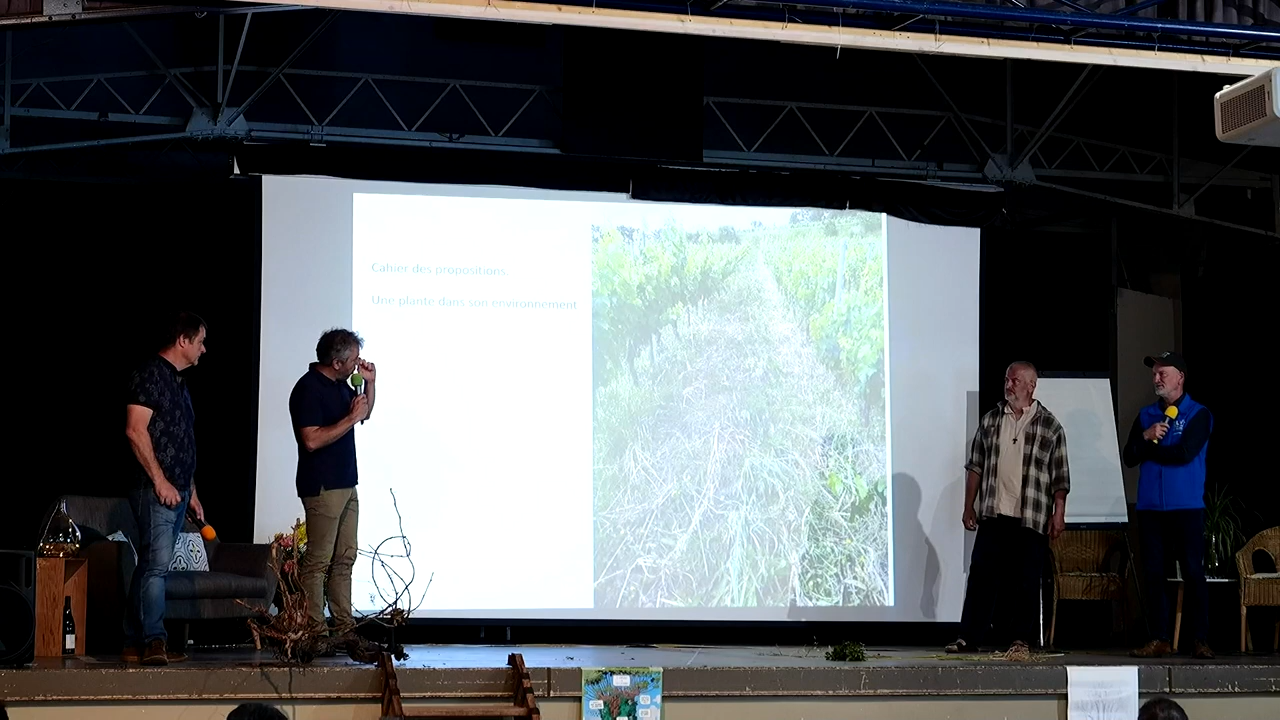 Cahier des propositions.
Une plante dans son environnement